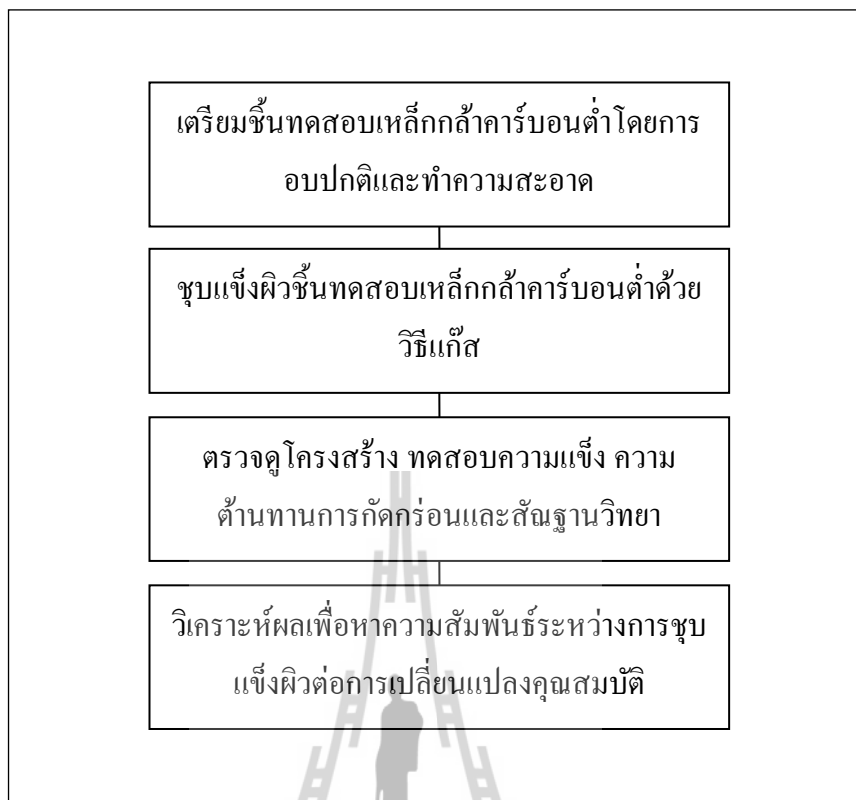 เตรียมชิ้นทดสอบเหล็กกล้าคาร์บอนต่ำโดยการ
อบปกติและทำความสะอาด
ชุบแข็งผิวชิ้นทดสอบเหล็กกล้าคาร์บอนต่ำด้วย
วิธีแก๊ส
ตรวจดูโครงสร้าง ทดสอบความแข็ง ความ
ต้านทานการกัดกร่อนและสัณฐานวิทยา
วิเคราะห์ผลเพื่อหาความสัมพันธ์ระหว่างการชุบ
แข็งผิวต่อการเปลี่ยนแปลงคุณสมบัติ